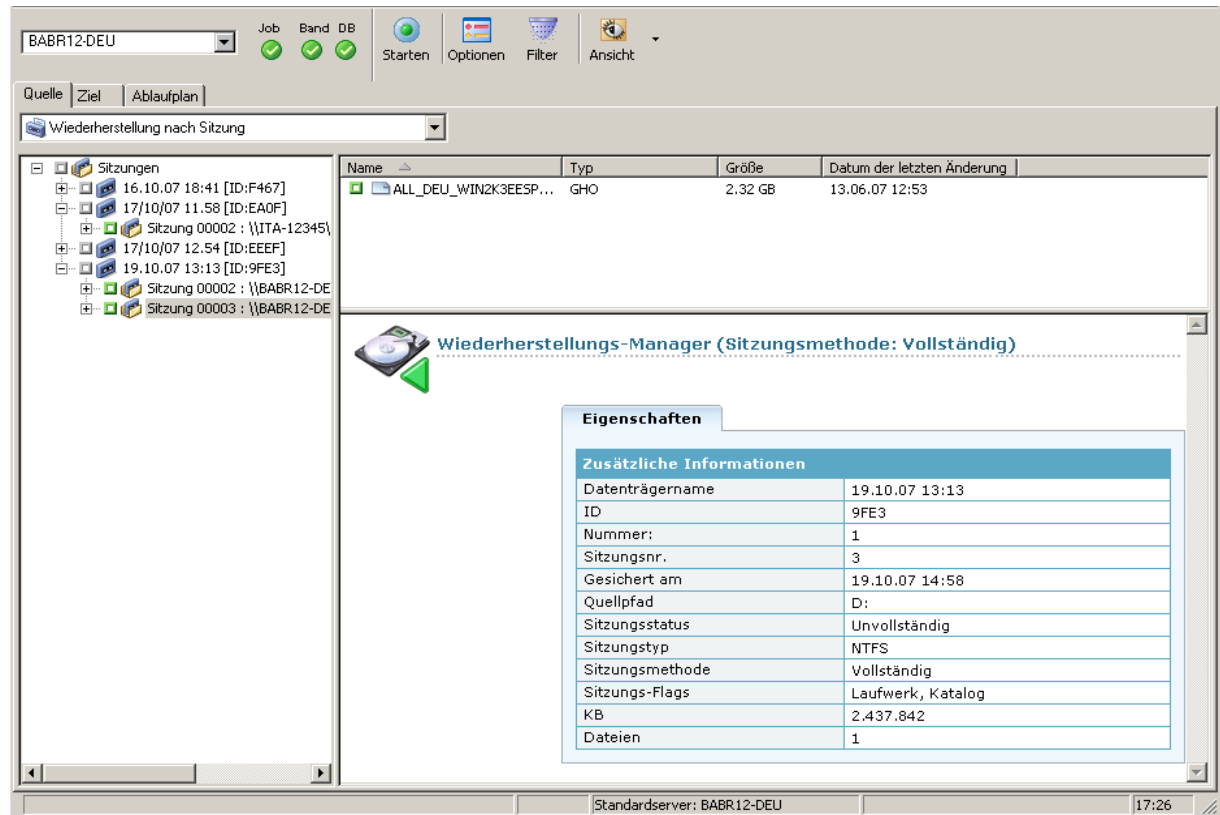 Job Band DB
BABR12-DEU
Starten Optionen Filter Ansicht
Quelle Ziel Ablaufplan
Wiederherstellung nach Sitzung
Sitzungen
16.10.07 18:41 [ID:F467]
17/10/07 11.58 [ID:EA0F]
Sitzung 00002 : \\ITA-12345\
17/10/07 12.54 [ID:EEEF]
19.10.07 13:13 [ID:9FE3]
Sitzung 00002 : \\BABR12-DE
Sitzung 00003 : \\BABR12-DE
Name Typ Größe Datum der letzten Änderung
ALL_DEU_WIN2K3EESP... GHO 2.32 GB 13.06.07 12:53
Wiederherstellungs-Manager (Sitzungsmethode: Vollständig)
Eigenschaften
Zusätzliche Informationen
Datenträgername 19.10.07 13:13
ID 9FE3
Nummer: 1
Sitzungsnr. 3
Gesichert am 19.10.07 14:58
Quellpfad D:
Sitzungsstatus Unvollständig
Sitzungstyp NTFS
Sitzungsmethode Vollständig
Sitzungs-Flags Laufwerk, Katalog
KB 2.437.842
Dateien 1
Standardserver: BABR12-DEU 17:26